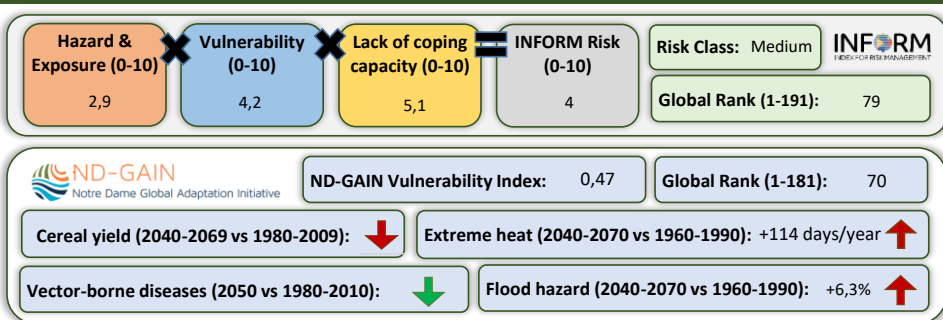 Hazard &
Exposure (0-10)
2,9
Vulnerability
(0-10)
4,2
Lack of coping
capacity (0-10)
5,1
INFORM Risk
(0-10)
4
Risk Class: Medium
INFORM
INDEX FOR RISK MANAGEMENT
Global Rank (1-191): 79
ND-GAIN
Notre Dame Global Adaptation Initiative
ND-GAIN Vulnerability Index: 0,47
Global Rank (1-181): 70
Cereal yield (2040-2069 vs 1980-2009):
Extreme heat (2040-2070 vs 1960-1990): +114 days/year
Vector-borne diseases (2050 vs 1980-2010):
Flood hazard (2040-2070 vs 1960-1990): +6,3%